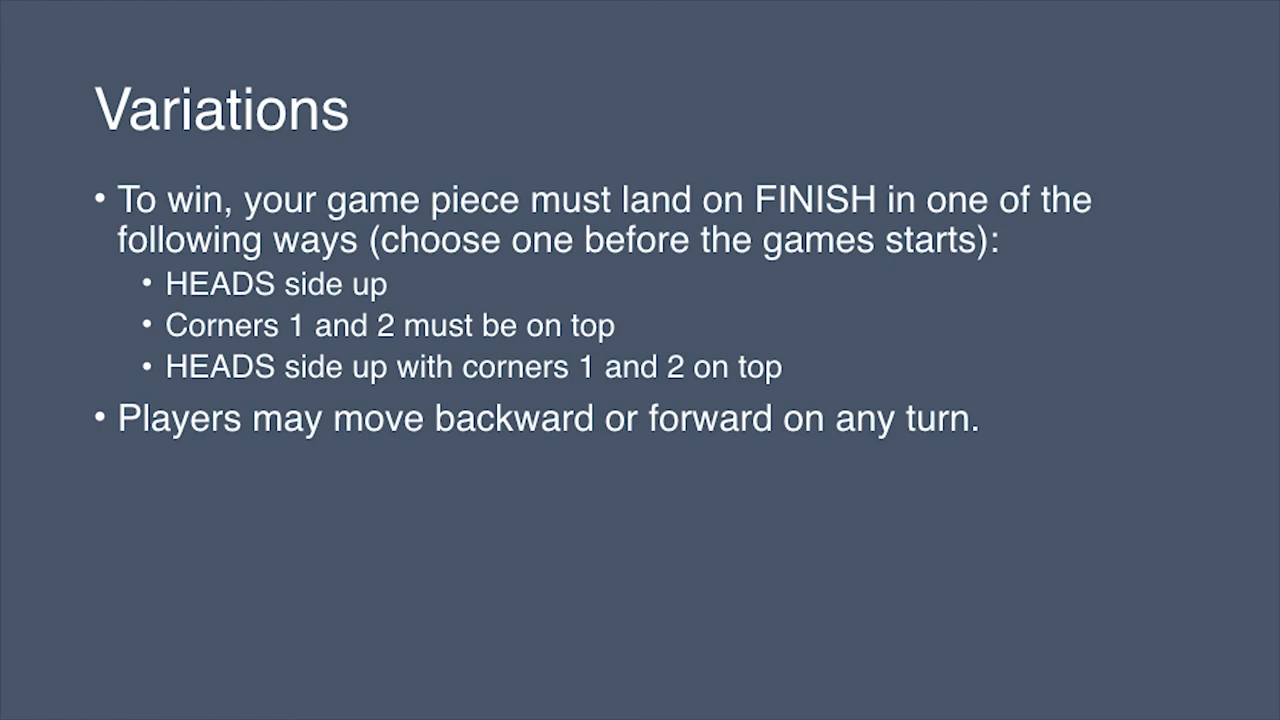 Variations
• To win, your game piece must land on FINISH in one of the
following ways (choose one before the games starts):
• HEADS side up
• Corners 1 and 2 must be on top
• HEADS side up with corners 1 and 2 on top
• Players may move backward or forward on any turn.